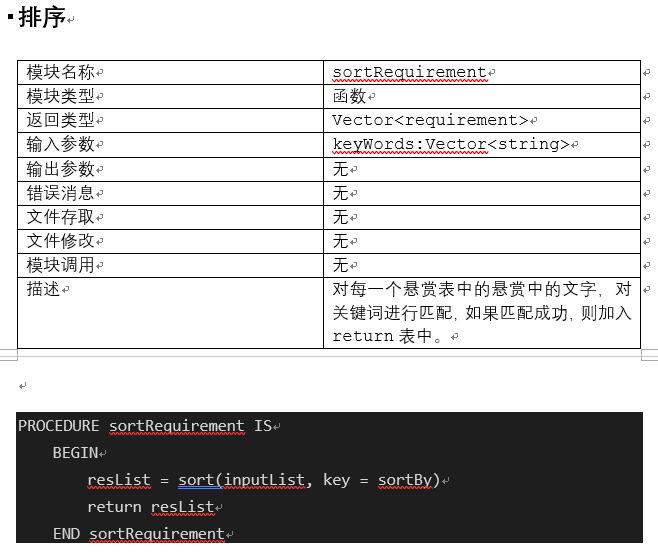 排序
模块名称 sortRequirement
模块类型 函数
返回类型 Vector<requirement>
输入参数 keyWords:Vector<string>
输出参数 无
错误消息 无
文件存取 无
文件修改 无
模块调用 无
描述 对每一个悬赏表中的悬赏中的文字，对
关键词进行匹配，如果匹配成功，则加入
return 表中。
PROCEDURE sortRequirement IS
BEGIN
resList = sort(inputList, key = sortBy)
return resList
END sortRequirement